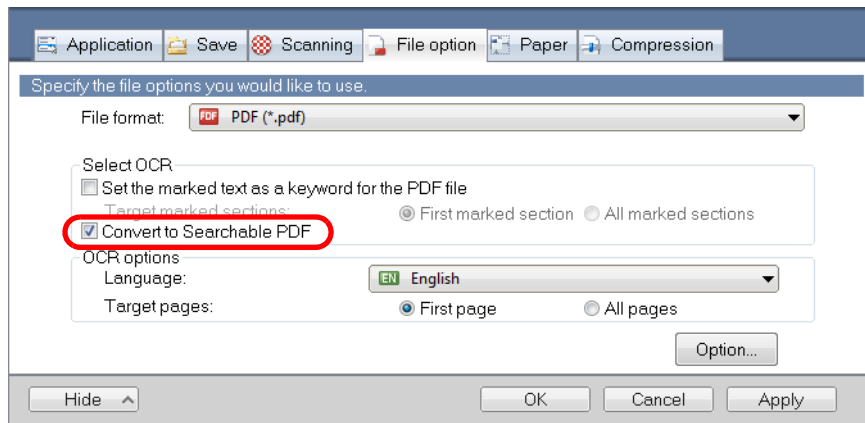 Application Save Scanning File option Paper Compression
Specify the file options you would like to use.
File format: PDF PDF (*.pdf)
Select OCR
Set the marked text as a keyword for the PDF file
Target marked sections: First marked section All marked sections
Convert to Searchable PDF
OCR options
Language: EN English
Target pages: First page All pages
Option...
Hide OK Cancel Apply